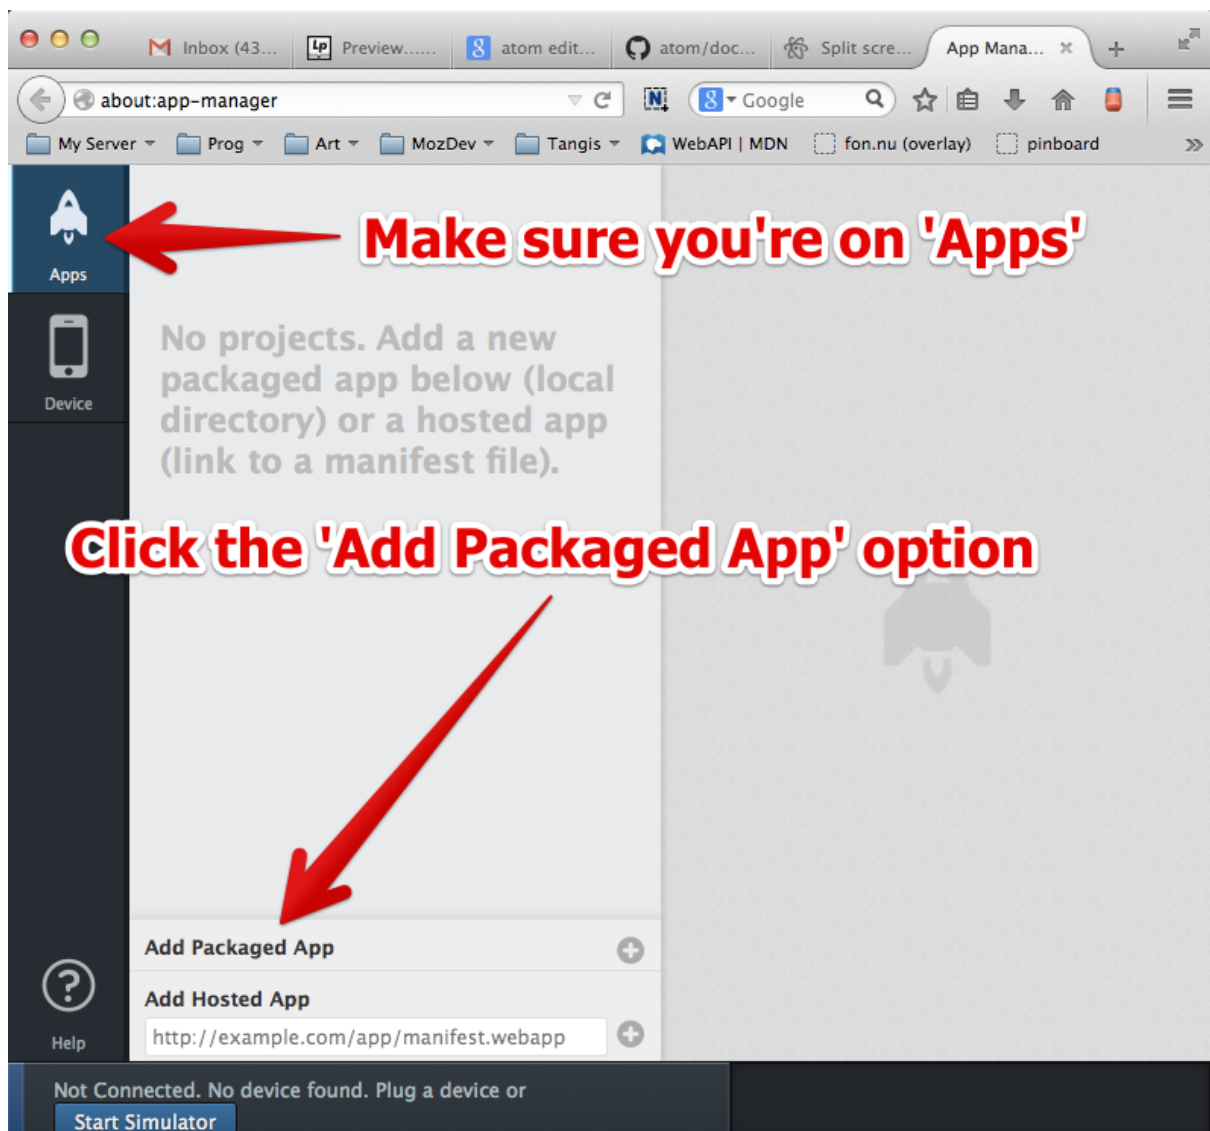 Inbox (43...
Lp
Preview......
8
atom edit...
atom/doc...
Split scre...
App Mana...
about:app-manager
N
8
Google
My Server
Prog
Art
MozDev
Tangis
WebAPI | MDN
fon.nu (overlay)
pinboard
Apps
Make sure you're on 'Apps'
Device
No projects. Add a new
packaged app below (local
directory) or a hosted app
(link to a manifest file).
Click the 'Add Packaged App' option
Add Packaged App
Add Hosted App
http://example.com/app/manifest.webapp
?
Help
Not Connected. No device found. Plug a device or
Start Simulator